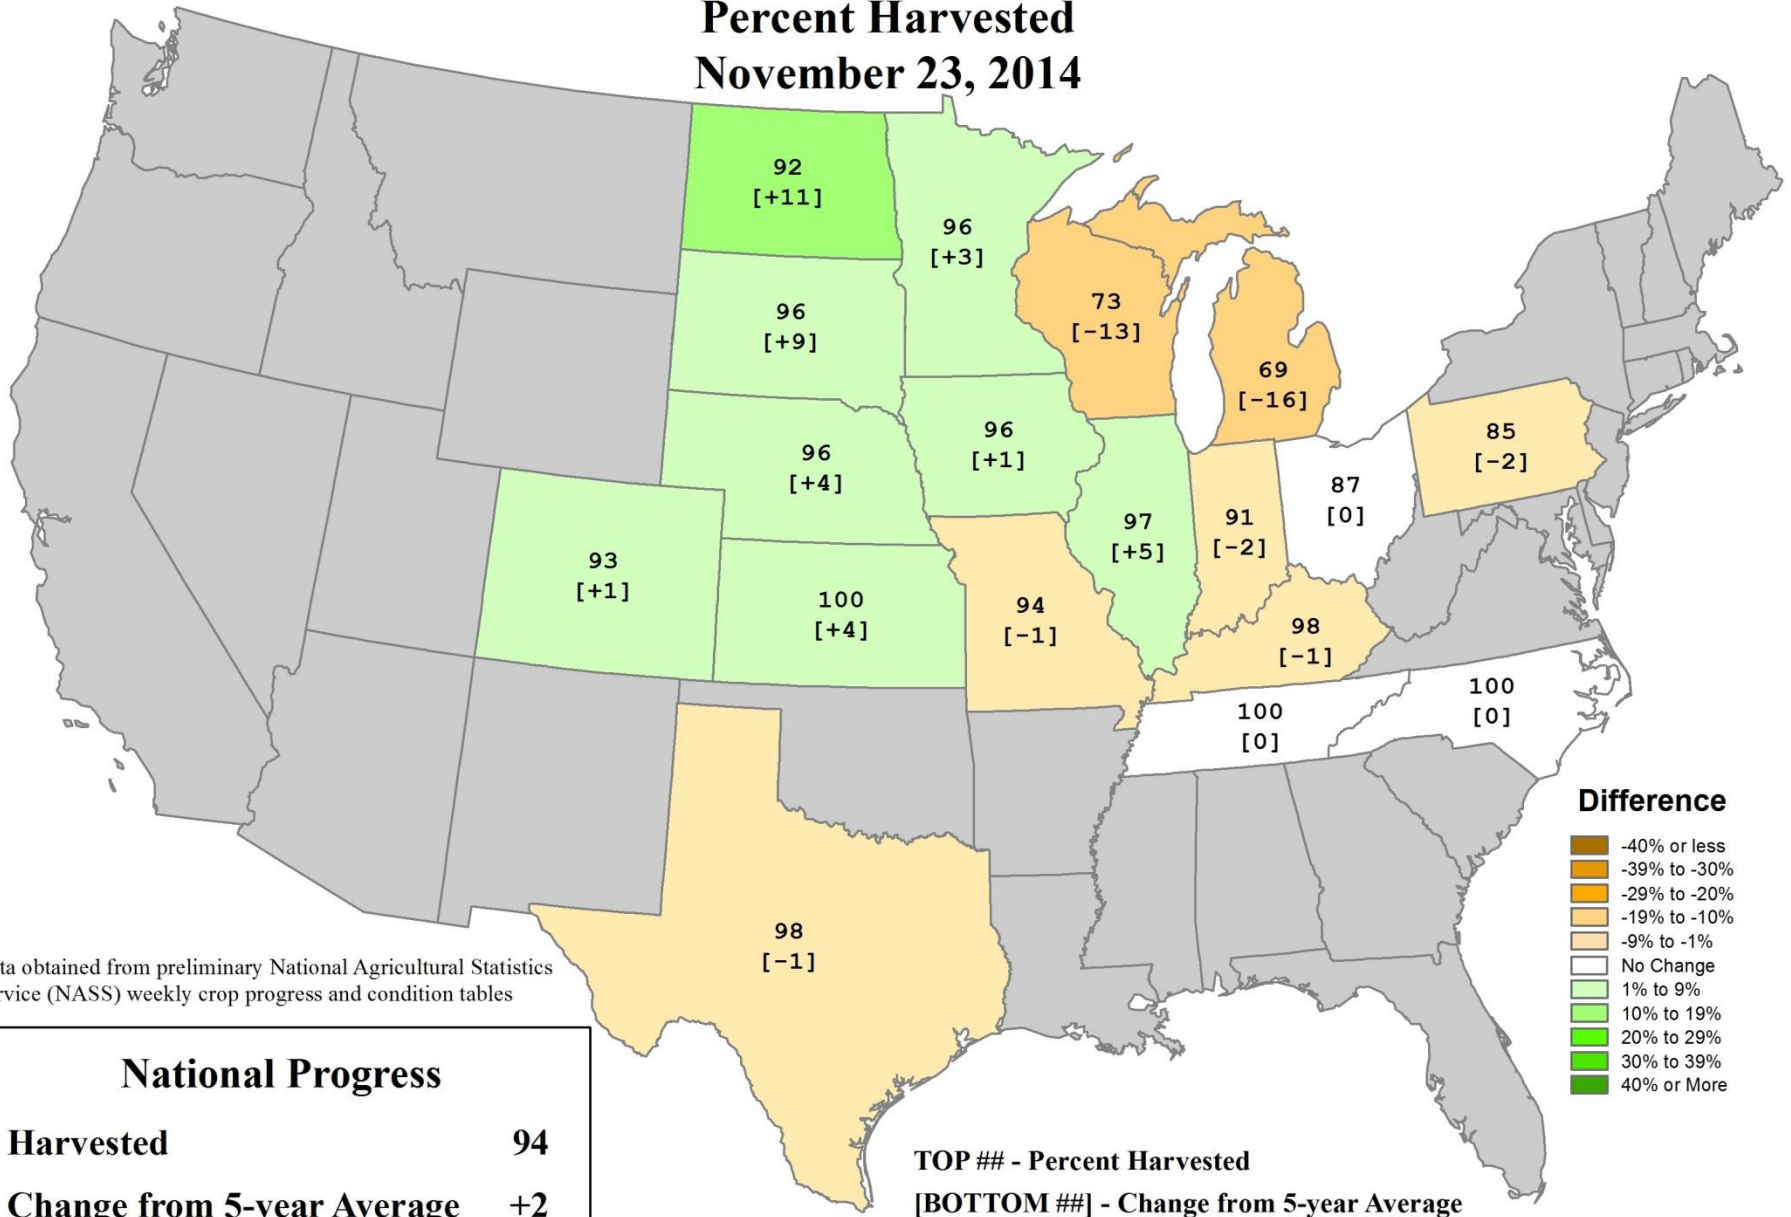 Percent Harvested
November 23, 2014
92
[+11]
96
[+3]
96
[+9]
73
[-13]
69
[-16]
96
[+4]
96
[+1]
85
[-2]
87
[0]
97
[+5]
91
[-2]
93
[+1]
100
[+4]
94
[-1]
98
[-1]
100
[0]
100
[0]
98
[-1]
Difference
-40% or less
-39% to -30%
-29% to -20%
-19% to -10%
-9% to -1%
No Change
1% to 9%
10% to 19%
20% to 29%
30% to 39%
40% or More
ta obtained from preliminary National Agricultural Statistics
rvice (NASS) weekly crop progress and condition tables
National Progress
Harvested 94
Change from 5-year Average +2
TOP ## - Percent Harvested
[BOTTOM ##] - Change from 5-year Average